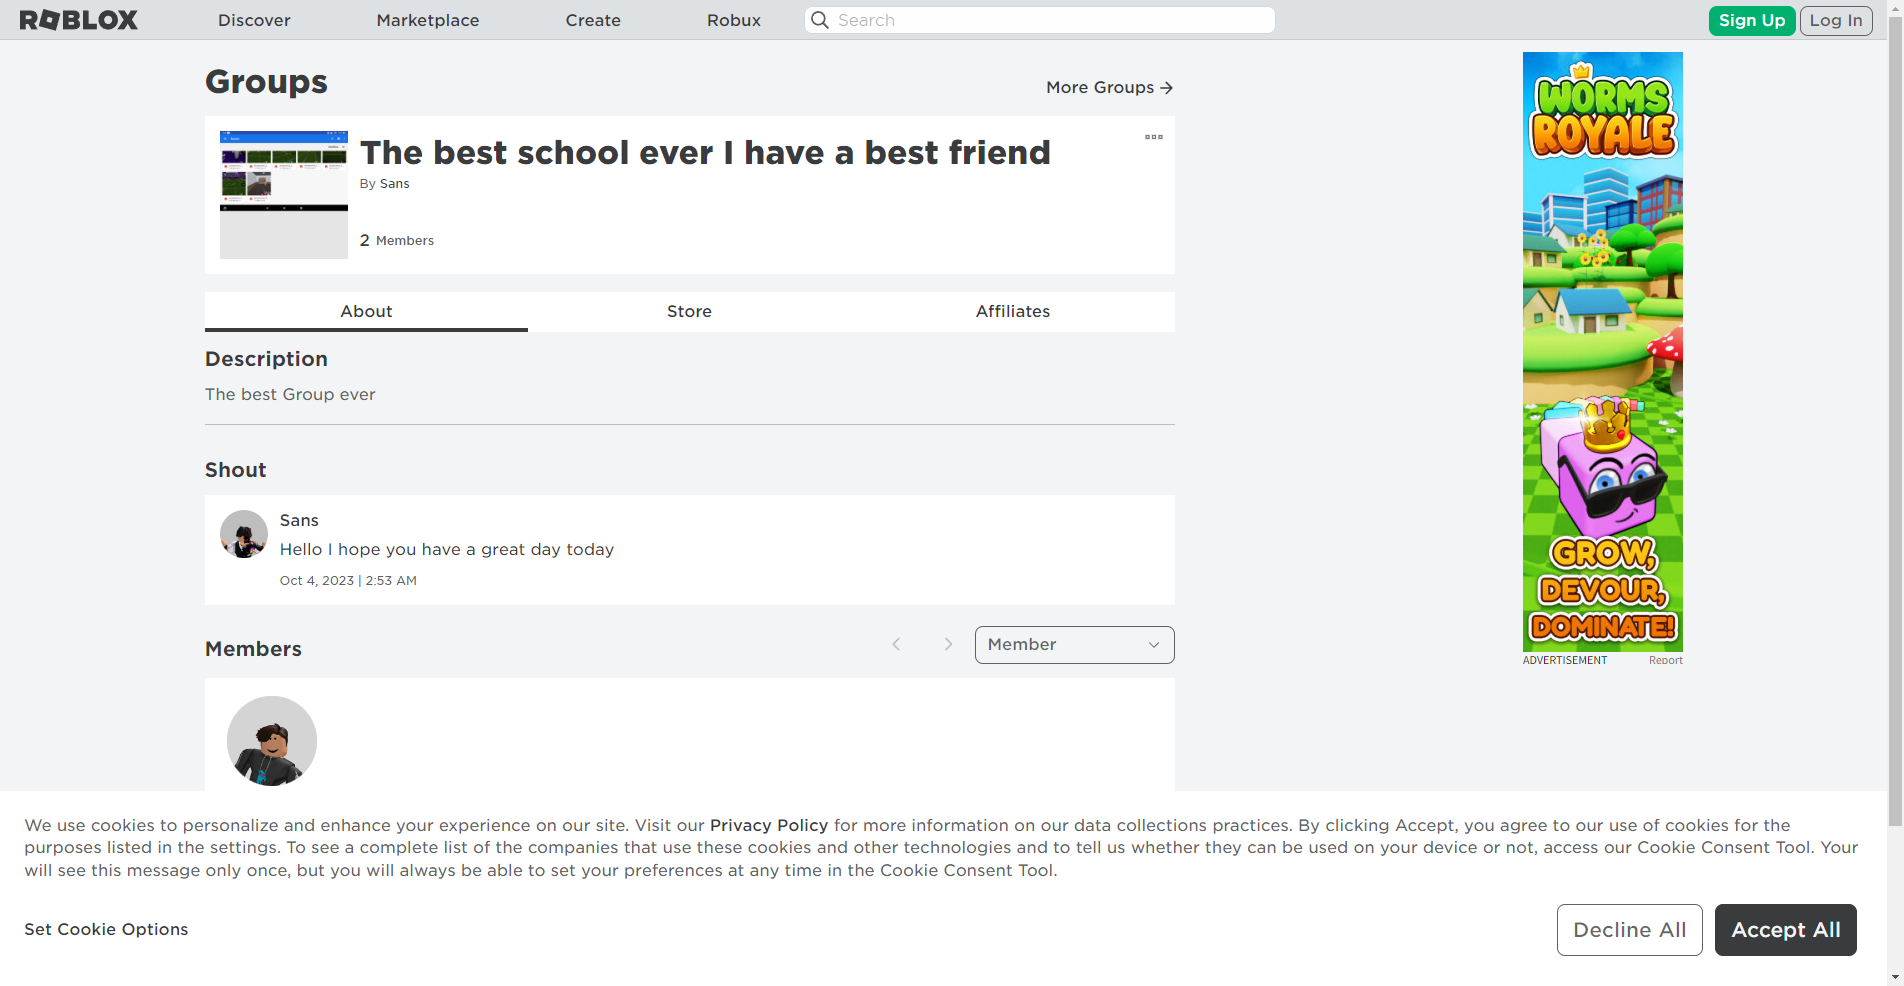 ROBLOX
Discover
Marketplace
Create
Robux
Search
Sign Up
Log In
Groups
More Groups
The best school ever I have a best friend
By Sans
2 Members
About
Store
Affiliates
Description
The best Group ever
Shout
Sans
Hello I hope you have a great day today
Oct 4, 2023 | 2:53 AM
Members
Member
WORMS
ROYALE
GROW,
DEVOUR,
DOMINATE!
ADVERTISEMENT
Report
We use cookies to personalize and enhance your experience on our site. Visit our Privacy Policy for more information on our data collections practices. By clicking Accept, you agree to our use of cookies for the
purposes listed in the settings. To see a complete list of the companies that use these cookies and other technologies and to tell us whether they can be used on your device or not, access our Cookie Consent Tool. Your
will see this message only once, but you will always be able to set your preferences at any time in the Cookie Consent Tool.
Set Cookie Options
Decline All
Accept All